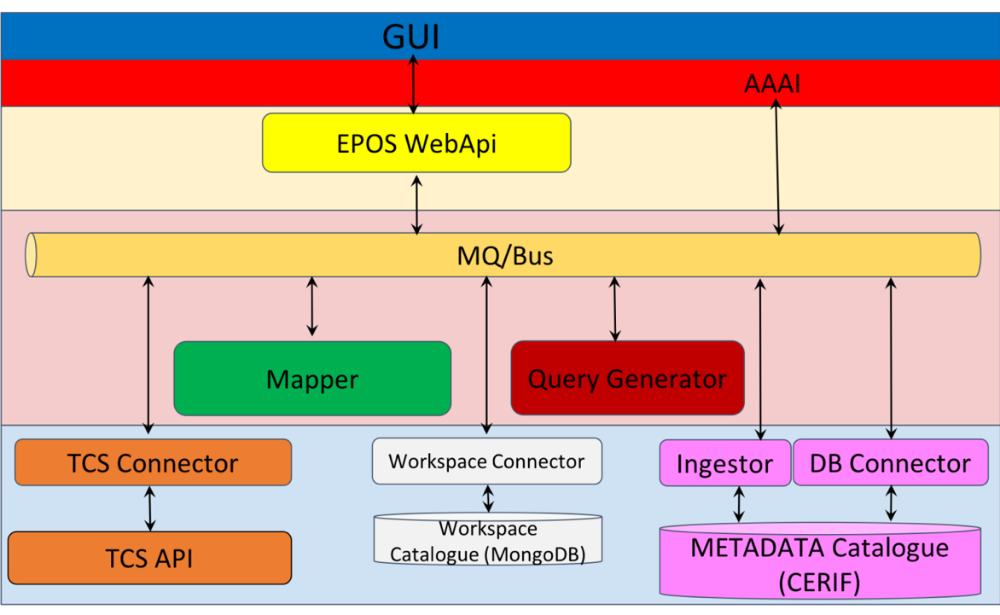 GUI
AAAI
EPOS WebApi
MQ/Bus
Mapper
Query Generator
TCS Connector
Workspace Connector
Ingestor
DB Connector
TCS API
Workspace
Catalogue (MongoDB)
METADATA Catalogue
(CERIF)